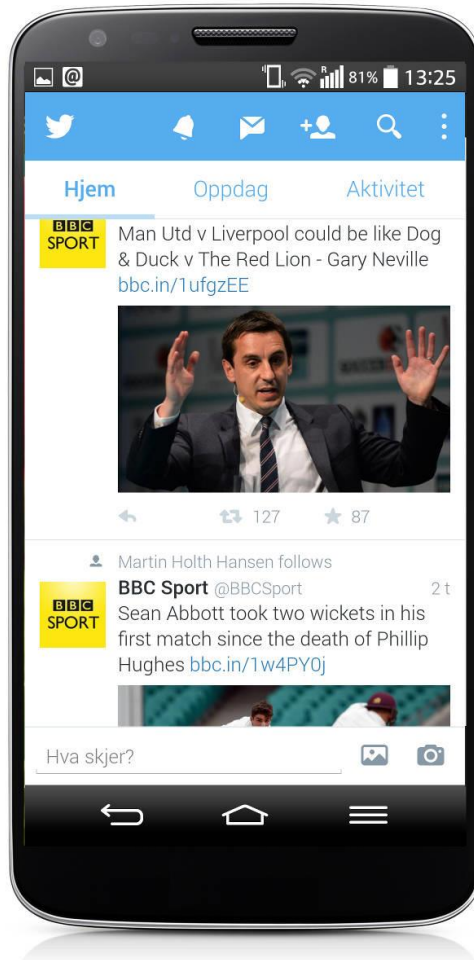 81% 13:25
Hjem Oppdag Aktivitet
BBC
SPORT
Man Utd v Liverpool could be like Dog
& Duck v The Red Lion - Gary Neville
bbc.in/1ufgzEE
127 87
Martin Holth Hansen follows
BBC Sport @BBCSport 2 t
BBC
SPORT
Sean Abbott took two wickets in his
first match since the death of Phillip
Hughes bbc.in/1w4PY0j
Hva skjer?